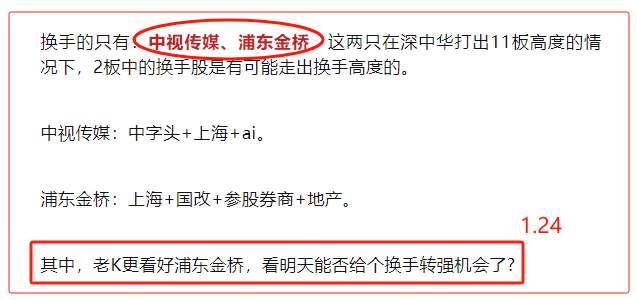 换手的只有：中视传媒、浦东金桥 这两只在深中华打出11板高度的情
况下，2板中的换手股是有可能走出换手高度的。
中视传媒：中字头+上海+ai。
浦东金桥：上海+国改+参股券商+地产。
1.24
其中，老K更看好浦东金桥，看明天能否给个换手转强机会了?